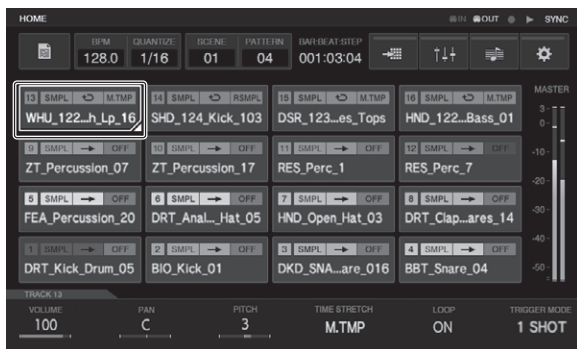 HOME IN OUT SYNC
BPM QUANTIZE SCENE PATTERN BAR:BEAT:STEP
128.0 1/16 01 04 001:03:04
MASTER
13 SMPL M.TMP 14 SMPL RSMPL 15 SMPL M.TMP 16 SMPL M.TMP
WHU_122...h_Lp_16 SHD_124_Kick_103 DSR_123...es_Tops HND_122...Bass_01
9 SMPL OFF 10 SMPL OFF 11 SMPL OFF 12 SMPL OFF
ZT_Percussion_07 ZT_Percussion_17 RES_Perc_1 RES_Perc_7
5 SMPL OFF 6 SMPL OFF 7 SMPL OFF 8 SMPL OFF
FEA_Percussion_20 DRT_Anal..._Hat_05 HND_Open_Hat_03 DRT_Clap...ares_14
1 SMPL OFF 2 SMPL OFF 3 SMPL OFF 4 SMPL OFF
DRT_Kick_Drum_05 BIO_Kick_01 DKD_SNA...are_016 BBT_Snare_04
3
0
-10
-20
-30
-40
-50
TRACK 13
VOLUME PAN PITCH TIME STRETCH LOOP TRIGGER MODE
100 C 3 M.TMP ON 1 SHOT